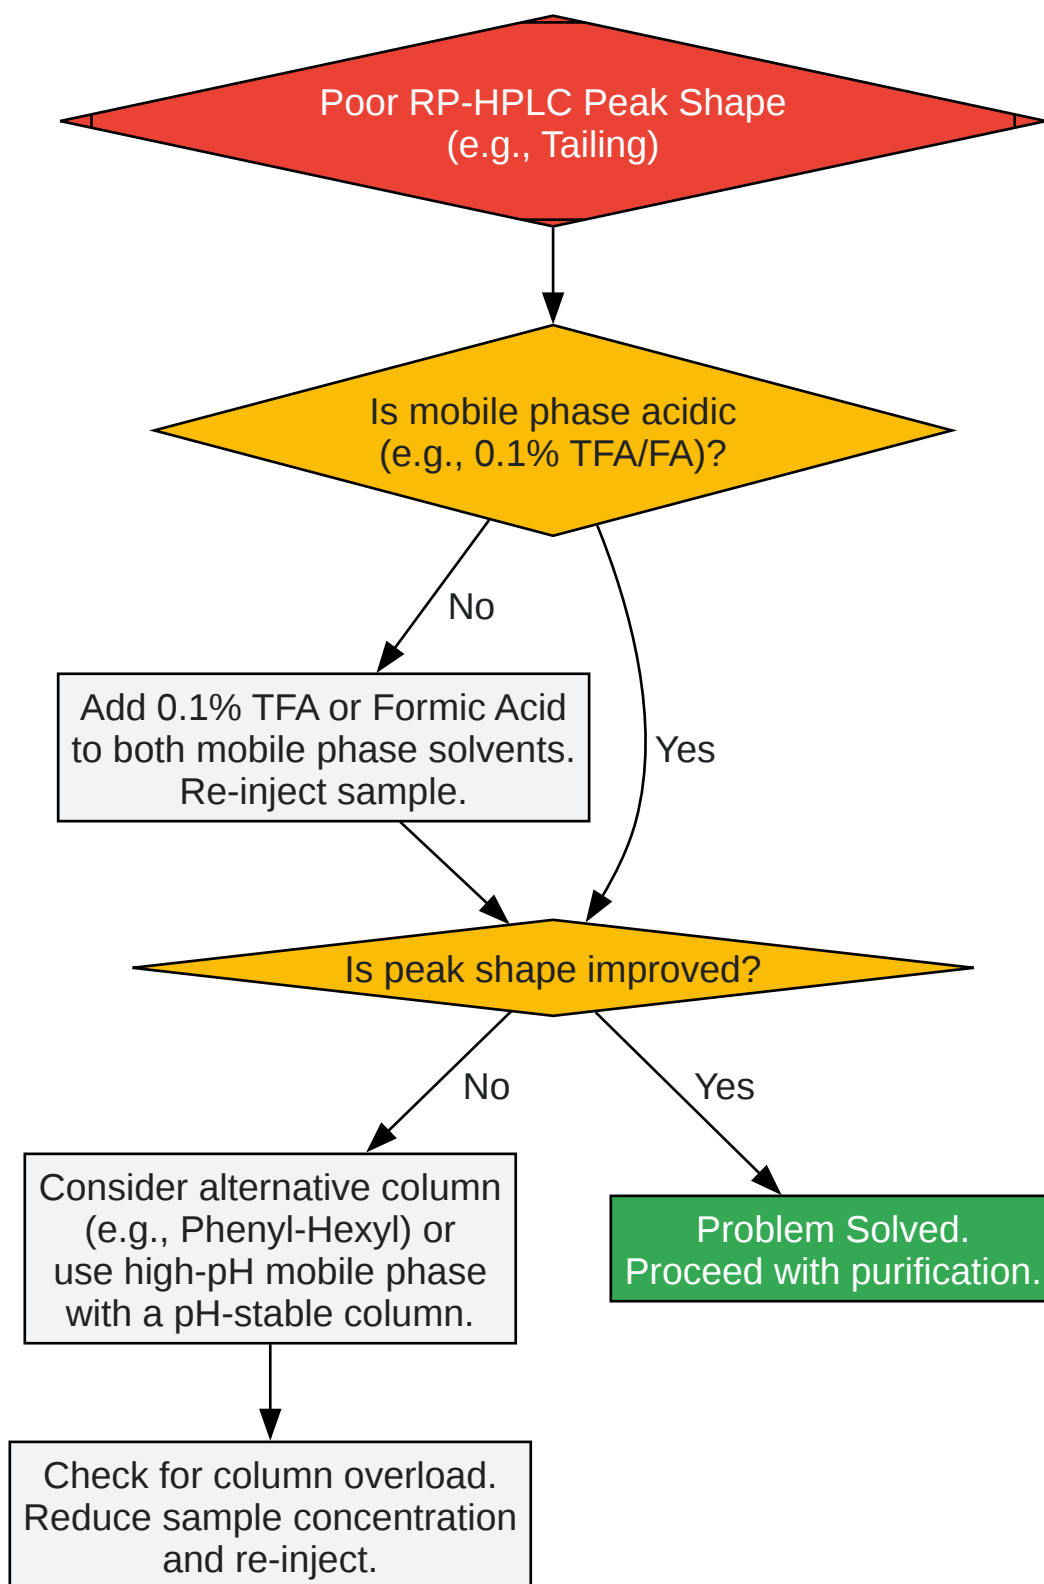 Poor RP-HPLC Peak Shape
(e.g., Tailing)
Is mobile phase acidic
(e.g., 0.1% TFA/FA)?
No
Yes
Add 0.1% TFA or Formic Acid
to both mobile phase solvents.
Re-inject sample.
Is peak shape improved?
No
Yes
Consider alternative column
(e.g., Phenyl-Hexyl) or
use high-pH mobile phase
with a pH-stable column.
Problem Solved.
Proceed with purification.
Check for column overload.
Reduce sample concentration
and re-inject.